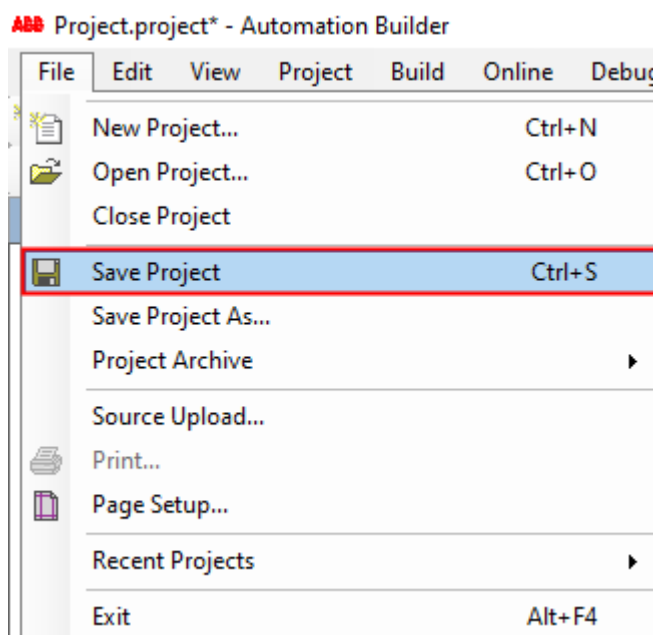 ABB Project.project* - Automation Builder
File Edit View Project Build Online Debug
New Project... Ctrl+N
Open Project... Ctrl+O
Close Project
Save Project Ctrl+S
Save Project As...
Project Archive
Source Upload...
Print...
Page Setup...
Recent Projects
Exit Alt+F4